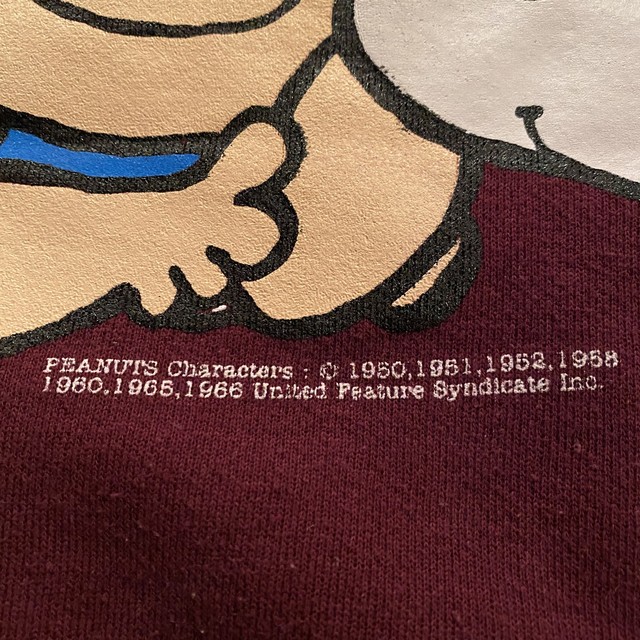 PEANUTS Characters : © 1950,1951,1952,1958
1960,1965,1966 United Feature Syndicate Inc.